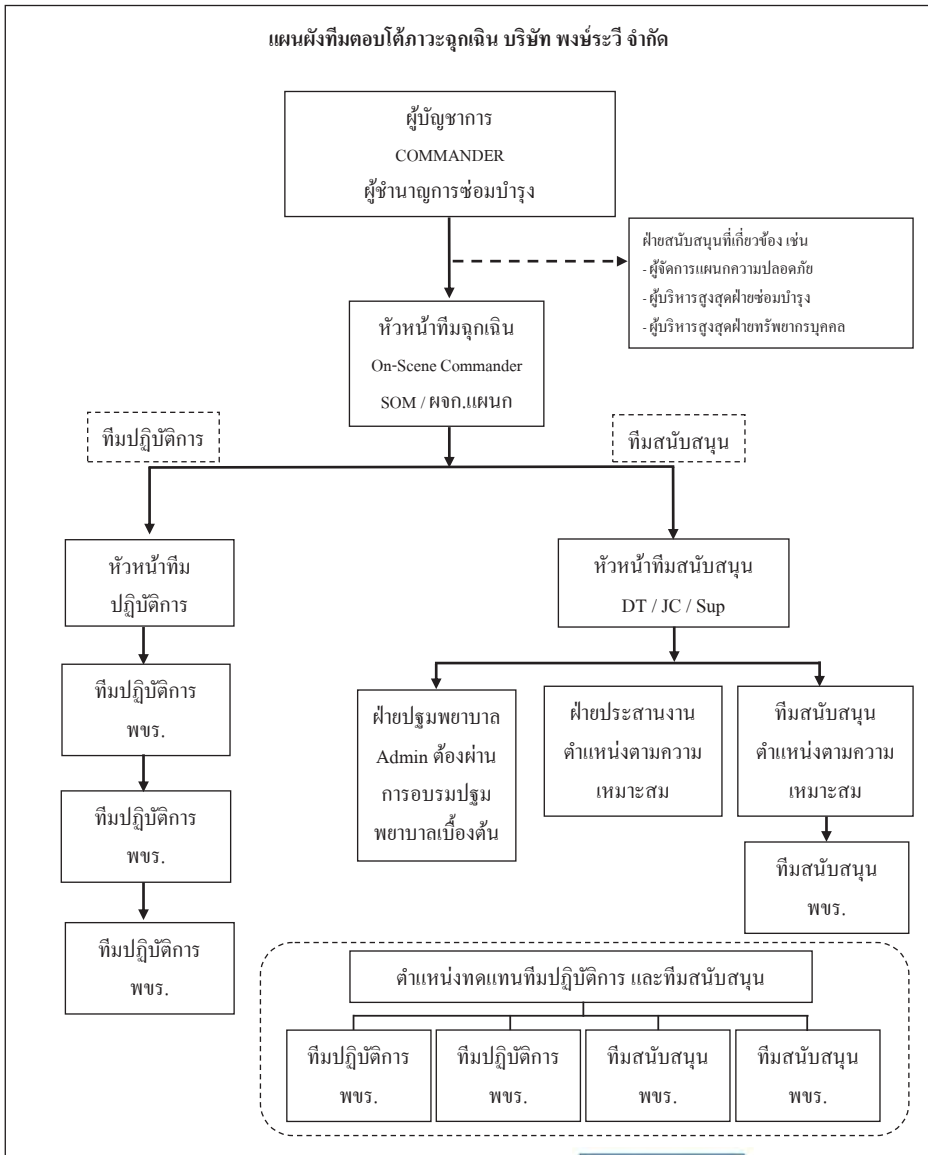 แผนผังทีมตอบโต้ภาวะฉุกเฉิน บริษัท พงษ์ระวี จำกัด
ผู้บัญชาการ
COMMANDER
ผู้ชำนาญการซ่อมบำรุง
ฝ่ายสนับสนุนที่เกี่ยวข้อง เช่น
- ผู้จัดการแผนกความปลอดภัย
- ผู้บริหารสูงสุดฝ่ายซ่อมบำรุง
- ผู้บริหารสูงสุดฝ่ายทรัพยากรบุคคล
หัวหน้าทีมฉุกเฉิน
On-Scene Commander
SOM / ผจก.แผนก
ทีมปฏิบัติการ
ทีมสนับสนุน
หัวหน้าทีม
ปฏิบัติการ
ทีมปฏิบัติการ
พขร.
ทีมปฏิบัติการ
พขร.
ทีมปฏิบัติการ
พขร.
หัวหน้าทีมสนับสนุน
DT / JC / Sup
ฝ่ายปฐมพยาบาล
Admin ต้องผ่าน
การอบรมปฐม
พยาบาลเบื้องต้น
ฝ่ายประสานงาน
ตำแหน่งตามความ
เหมาะสม
ทีมสนับสนุน
ตำแหน่งตามความ
เหมาะสม
ทีมสนับสนุน
พขร.
ตำแหน่งทดแทนทีมปฏิบัติการ และทีมสนับสนุน
ทีมปฏิบัติการ
พขร.
ทีมปฏิบัติการ
พขร.
ทีมสนับสนุน
พขร.
ทีมสนับสนุน
พขร.